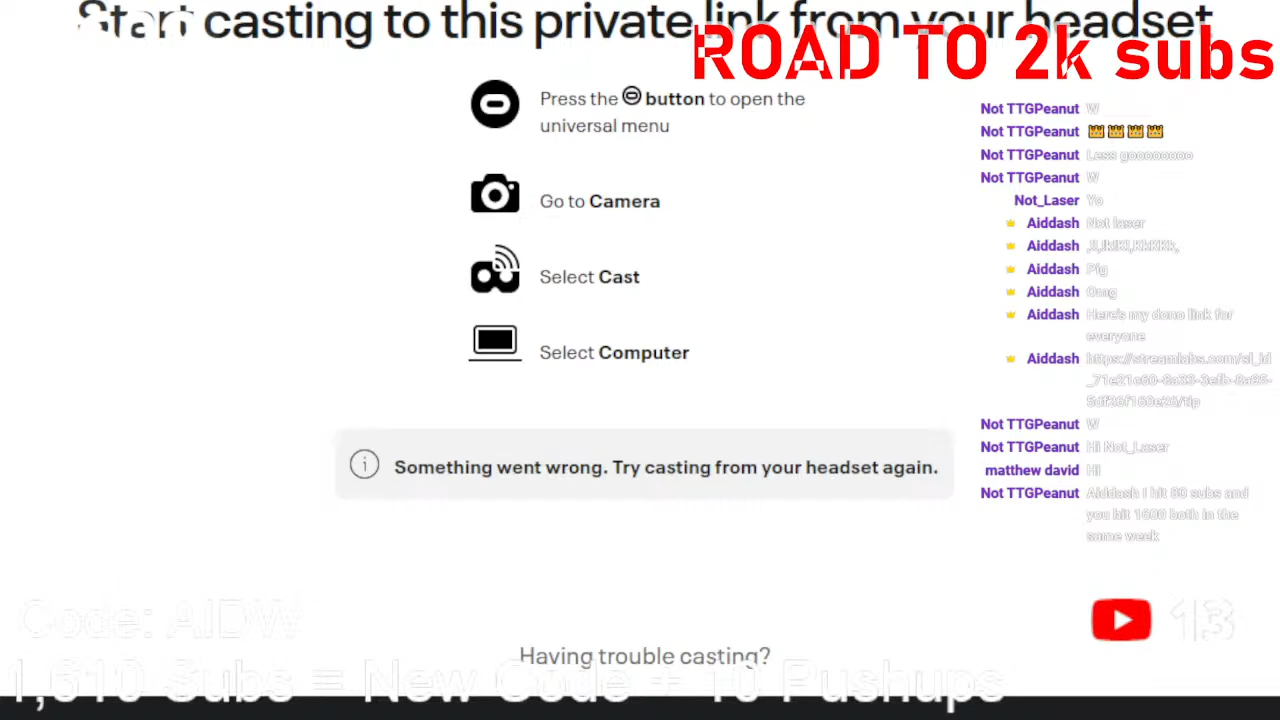 Start casting to this private link from your headset
ROAD TO 2k subs
Press the button to open the
universal menu
Go to Camera
Select Cast
Select Computer
Something went wrong. Try casting from your headset again.
Having trouble casting?
Not TTGPeanut W
Not TTGPeanut
Not TTGPeanut Less gooooooooo
Not TTGPeanut W
Not_Laser Yo
Aiddash Not laser
Aiddash
Aiddash Pig
Aiddash Omg
Aiddash Here's my dono link for
everyone
Aiddash
Not TTGPeanut W
Not TTGPeanut Hi Not_Laser
matthew david Hi
Not TTGPeanut Aiddash I hit 80 subs and
you hit 1600 both in the
same week
13
Code: AIDW
1,610 Subs = New Code + 10 Pushups